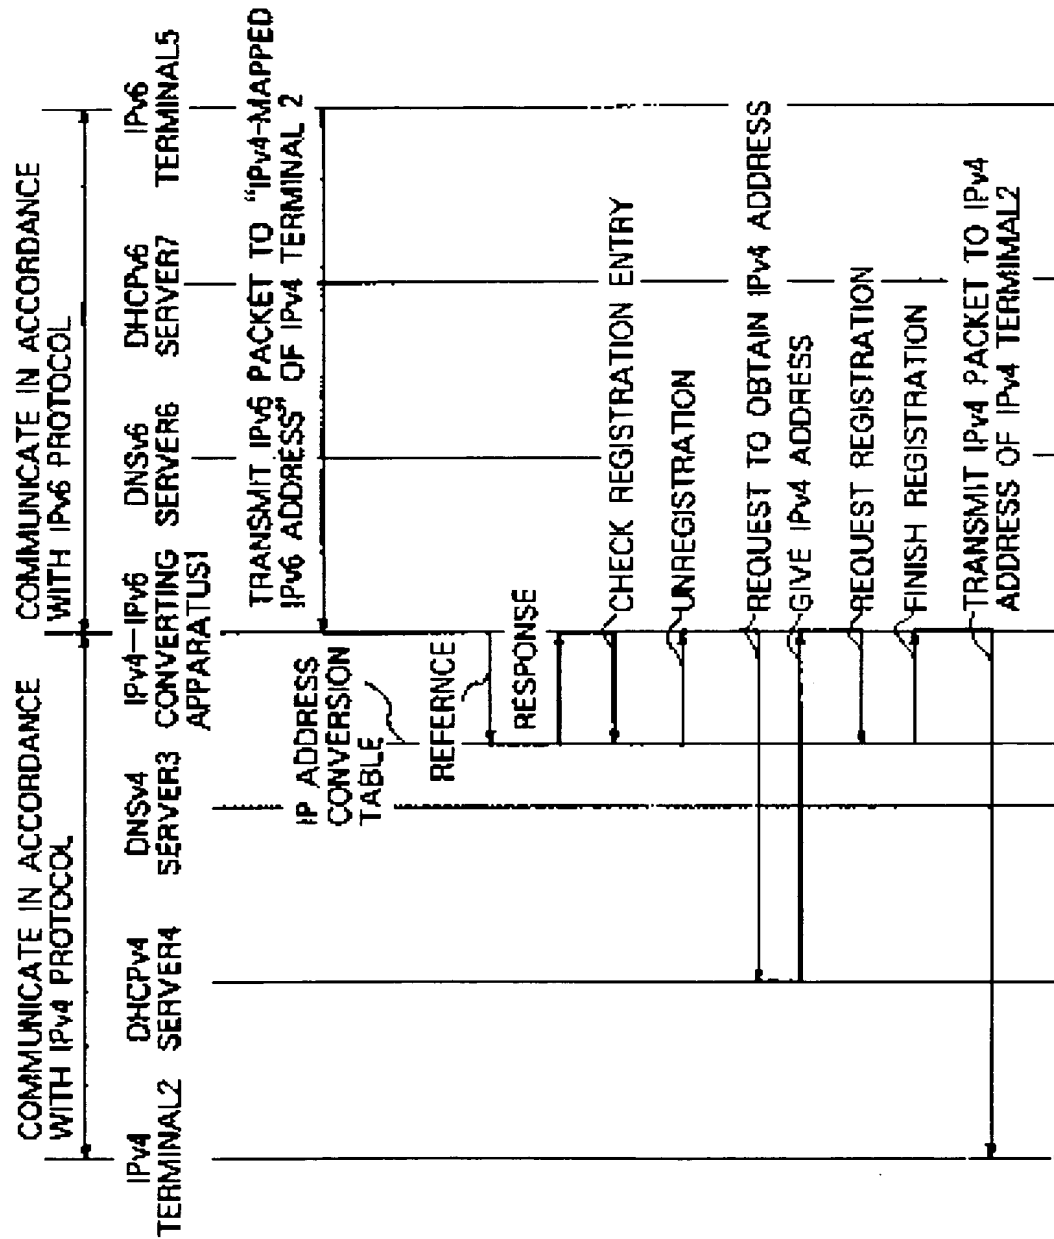 COMMUNICATE IN ACCORDANCE
WITH IPv4 PROTOCOL
COMMUNICATE IN ACCORDANCE
WITH IPv6 PROTOCOL
IPv4
TERMINAL2
DHCPv4
SERVER4
DNSv4
SERVER3
IPv4-IPv6
CONVERTING
APPARATUS1
DNSv6
SERVER6
DHCPv6
SERVER7
IPv6
TERMINAL5
TRANSMIT IPv6 PACKET TO "IPv4-MAPPED
IPv6 ADDRESS" OF IPv4 TERMINAL 2
IP ADDRESS
CONVERSION
TABLE
REFERNCE
RESPONSE
CHECK REGISTRATION ENTRY
UNREGISTRATION
REQUEST TO OBTAIN IPv4 ADDRESS
GIVE IPv4 ADDRESS
REQUEST REGISTRATION
FINISH REGISTRATION
TRANSMIT IPv4 PACKET TO IPv4
ADDRESS OF IPv4 TERMIMAL2